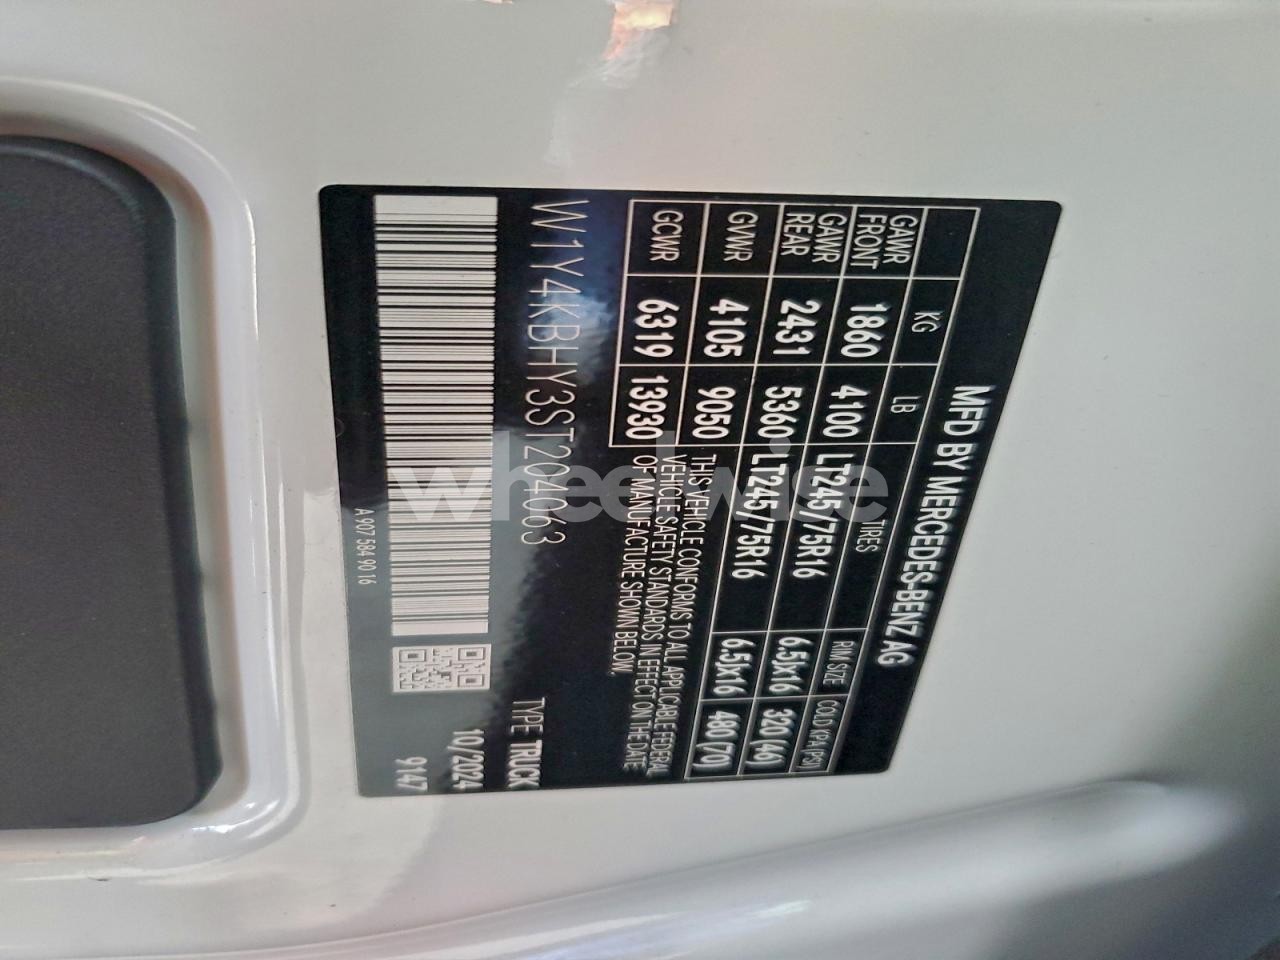 MFD BY MERCEDES-BENZ AG
KG LB TIRES RIM SIZE COLD KPA (PSI)
GAWR FRONT 1860 4100 LT245/75R16 6.5Jx16 320(46)
GAWR REAR 2431 5360 LT245/75R16 6.5Jx16 480(70)
GVWR 4105 9050
GCWR 6319 13930
THIS VEHICLE CONFORMS TO ALL APPLICABLE FEDERAL
VEHICLE SAFETY STANDARDS IN EFFECT ON THE DATE
OF MANUFACTURE SHOWN BELOW.
W1Y4KBHY3ST204063
TYPE TRUCK
10/2024
9147
A 907 584 90 16
wheelwise